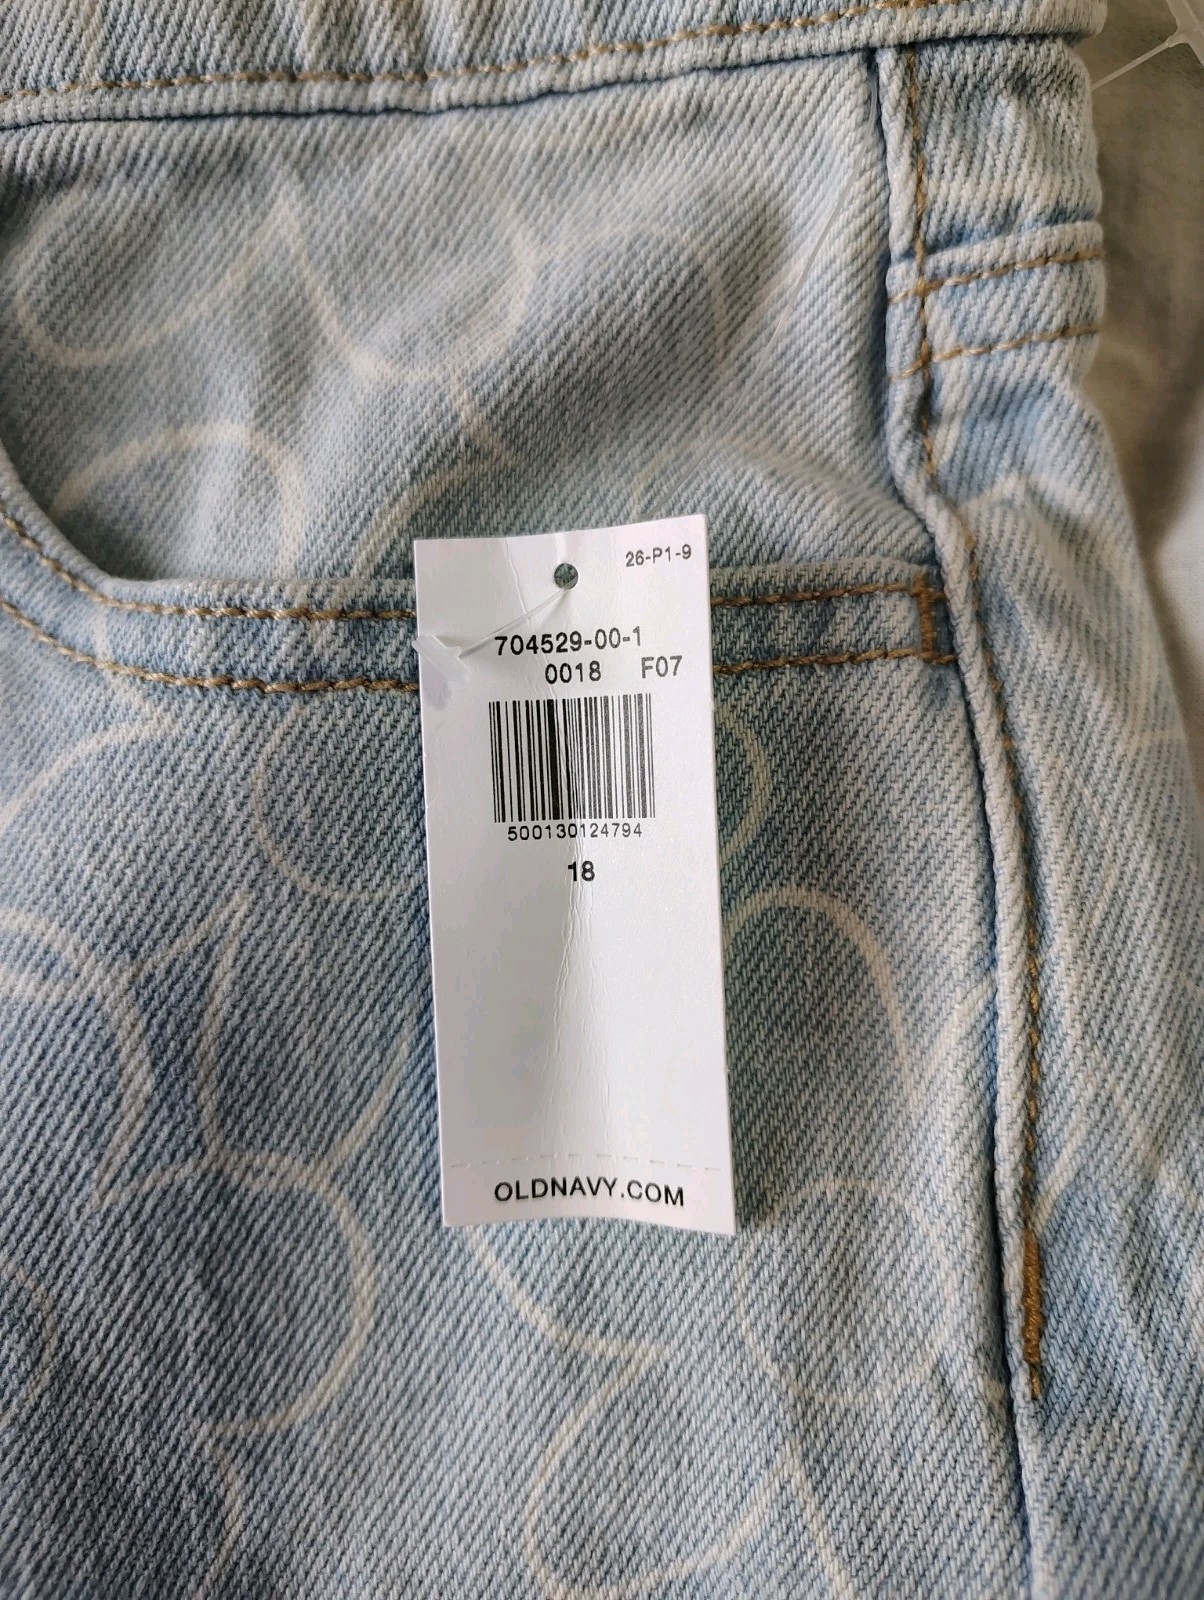 26-P1-9
704529-00-1
0018 F07
500130124794
18
OLDNAVY.COM